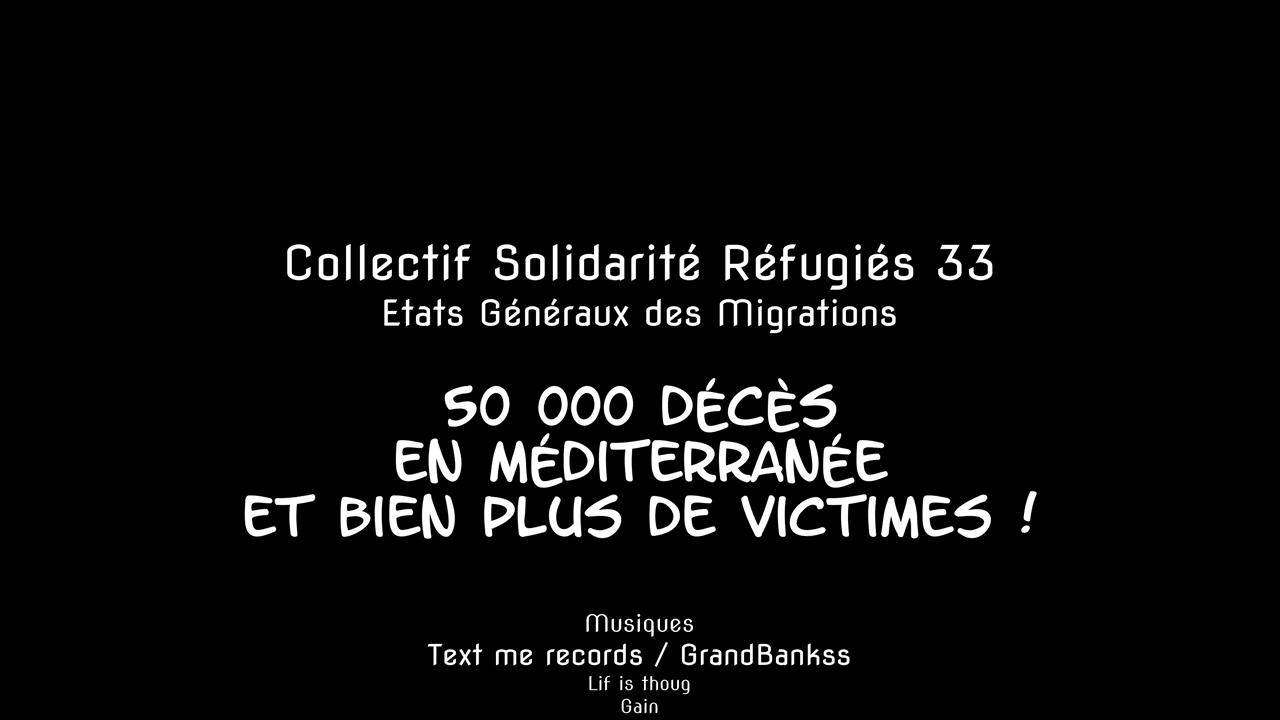 Collectif Solidarité Réfugiés 33
Etats Généraux des Migrations
50 000 DÉCÈS
EN MÉDITERRANÉE
ET BIEN PLUS DE VICTIMES !
Musiques
Text me records / GrandBankss
Lif is thoug
Gain